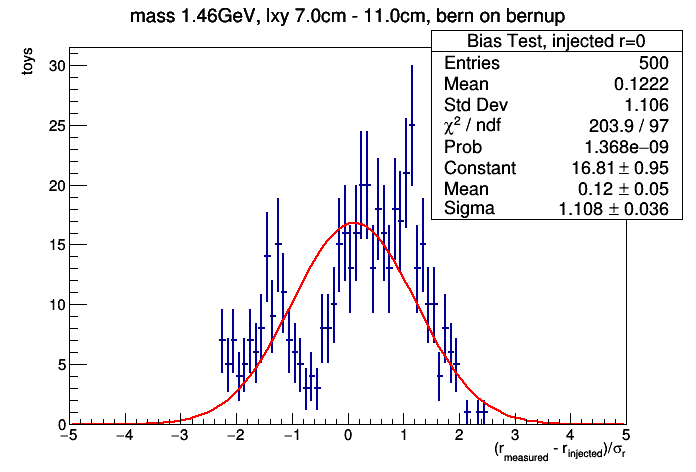 mass 1.46GeV, lxy 7.0cm - 11.0cm, bern on bernup
Bias Test, injected r=0
Entries 500
Mean 0.1222
Std Dev 1.106
χ² / ndf 203.9 / 97
Prob 1.368e−09
Constant 16.81 ± 0.95
Mean 0.12 ± 0.05
Sigma 1.108 ± 0.036
toys
30
25
20
15
10
5
0
−5 −4 −3 −2 −1 0 1 2 3 4 5
(r_measured - r_injected)/σ_r